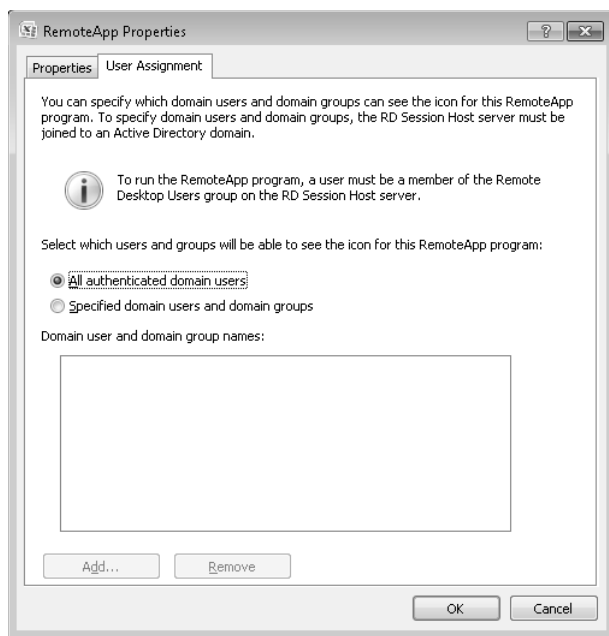 RemoteApp Properties
Properties
User Assignment
You can specify which domain users and domain groups can see the icon for this RemoteApp
program. To specify domain users and domain groups, the RD Session Host server must be
joined to an Active Directory domain.
To run the RemoteApp program, a user must be a member of the Remote
Desktop Users group on the RD Session Host server.
Select which users and groups will be able to see the icon for this RemoteApp program:
All authenticated domain users
Specified domain users and domain groups
Domain user and domain group names:
Add...
Remove
OK
Cancel